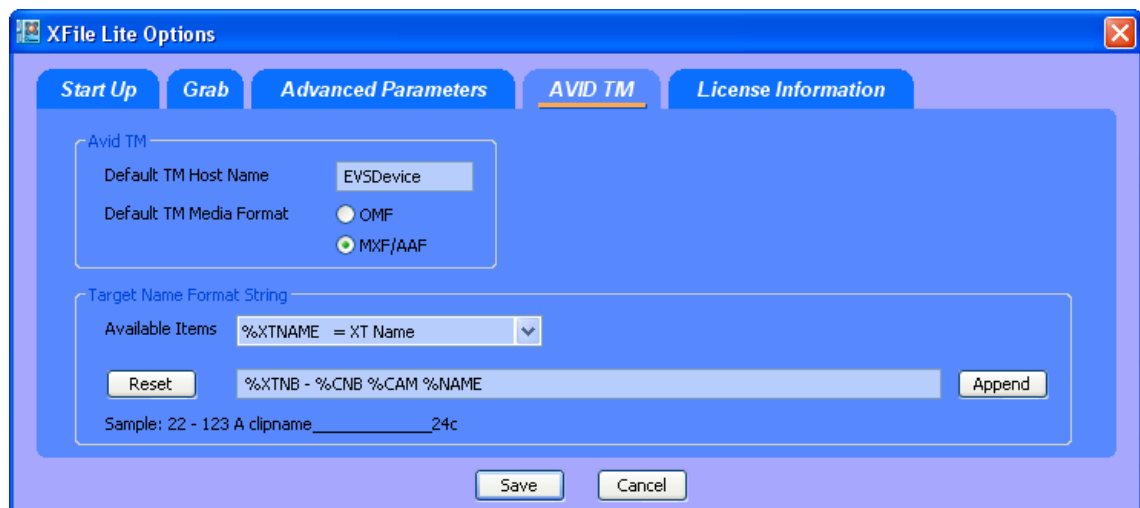 XFile Lite Options
Start Up Grab Advanced Parameters AVID TM License Information
Avid TM
Default TM Host Name EVSDevice
Default TM Media Format OMF
MXF/AAF
Target Name Format String
Available Items %XTNAME = XT Name
Reset %XTNB - %CNB %CAM %NAME Append
Sample: 22 - 123 A clipname____________24c
Save Cancel